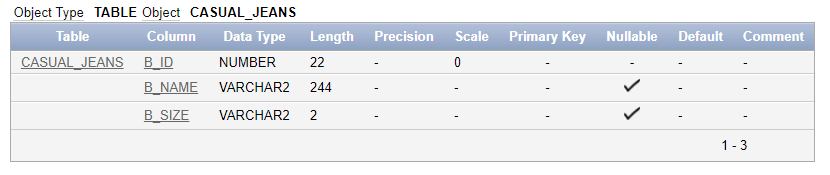 Object Type TABLE Object CASUAL_JEANS
Table Column Data Type Length Precision Scale Primary Key Nullable Default Comment
CASUAL_JEANS B_ID NUMBER 22 - 0 - - - -
B_NAME VARCHAR2 244 - - - ✓ - -
B_SIZE VARCHAR2 2 - - - ✓ - -
1 - 3